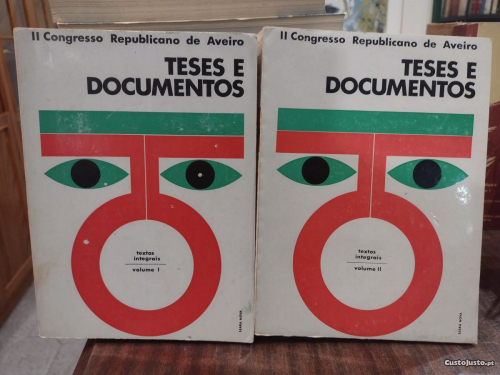 II Congresso Republicano de Aveiro
TESES E
DOCUMENTOS
textos
integrais
volume I
II Congresso Republicano de Aveiro
TESES E
DOCUMENTOS
textos
integrais
volume II
CustoJusto.pt